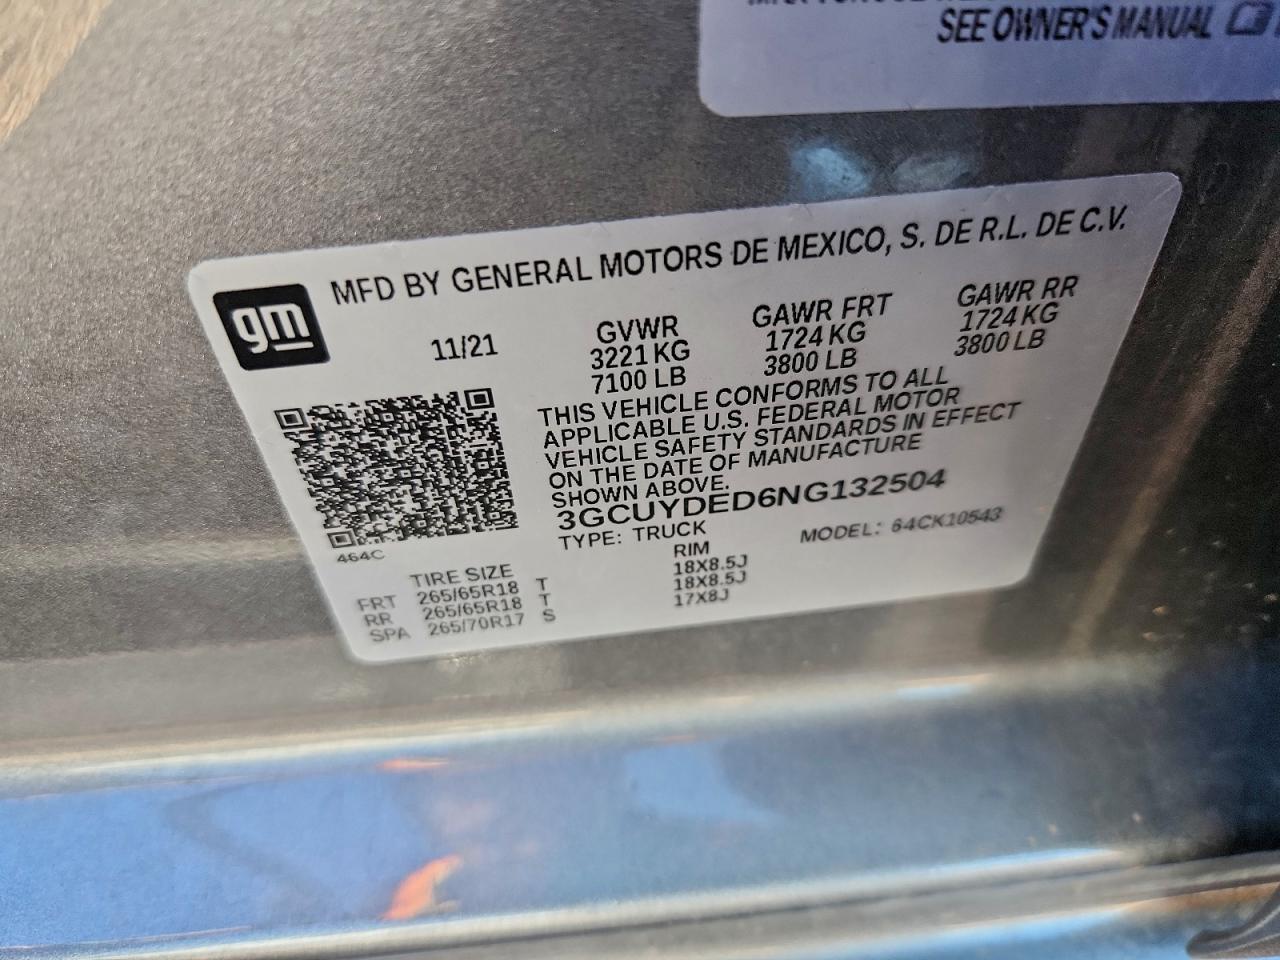 SEE OWNER'S MANUAL
gm
MFD BY GENERAL MOTORS DE MEXICO, S. DE R.L. DE C.V.
11/21 GVWR GAWR FRT GAWR RR
3221 KG 1724 KG 1724 KG
7100 LB 3800 LB 3800 LB
THIS VEHICLE CONFORMS TO ALL
APPLICABLE U.S. FEDERAL MOTOR
VEHICLE SAFETY STANDARDS IN EFFECT
ON THE DATE OF MANUFACTURE
SHOWN ABOVE.
3GCUYDED6NG132504
TYPE: TRUCK MODEL: 64CK10543
464C
TIRE SIZE RIM
FRT 265/65R18 T 18X8.5J
RR 265/65R18 T 18X8.5J
SPA 265/70R17 S 17X8J